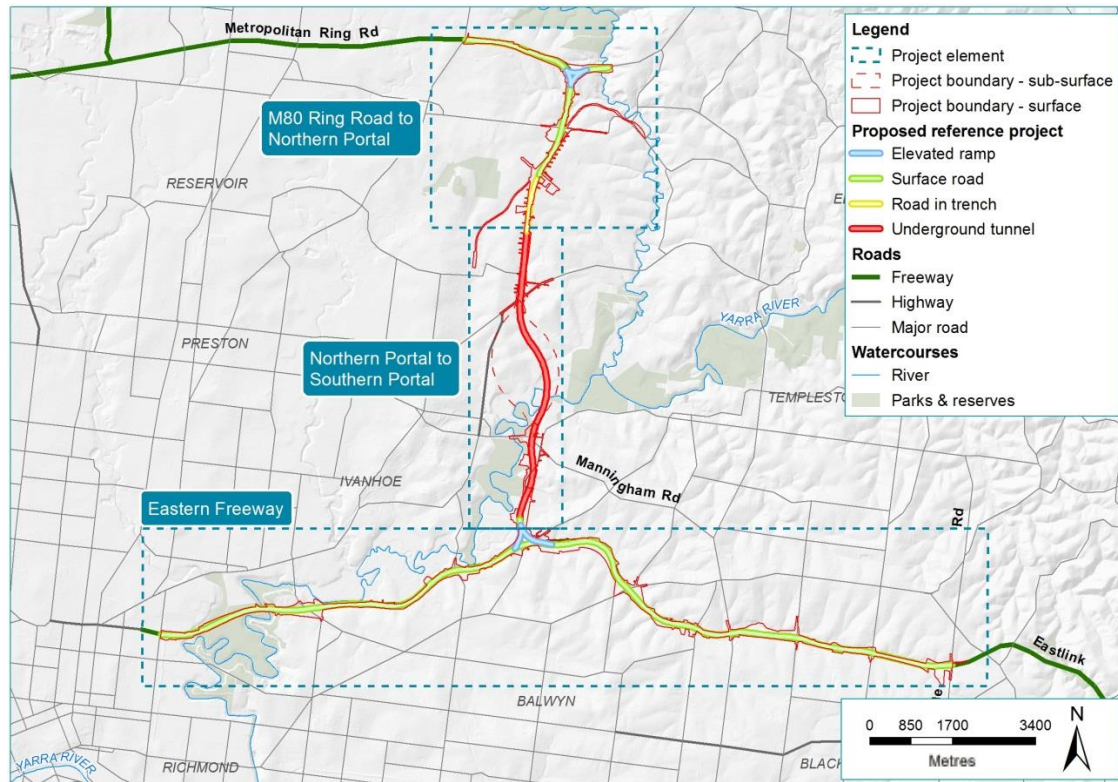 Metropolitan Ring Rd
M80 Ring Road to
Northern Portal
RESERVOIR
PRESTON
Northern Portal to
Southern Portal
YARRA RIVER
IVANHOE
Manningham Rd
Rd
Eastern Freeway
Eastlink
BALWYN
RICHMOND
YARRA RIVER
Legend
Project element
Project boundary - sub-surface
Project boundary - surface
Proposed reference project
Elevated ramp
Surface road
Road in trench
Underground tunnel
Roads
Freeway
Highway
Major road
Watercourses
River
Parks & reserves
0 850 1700 3400
Metres
N